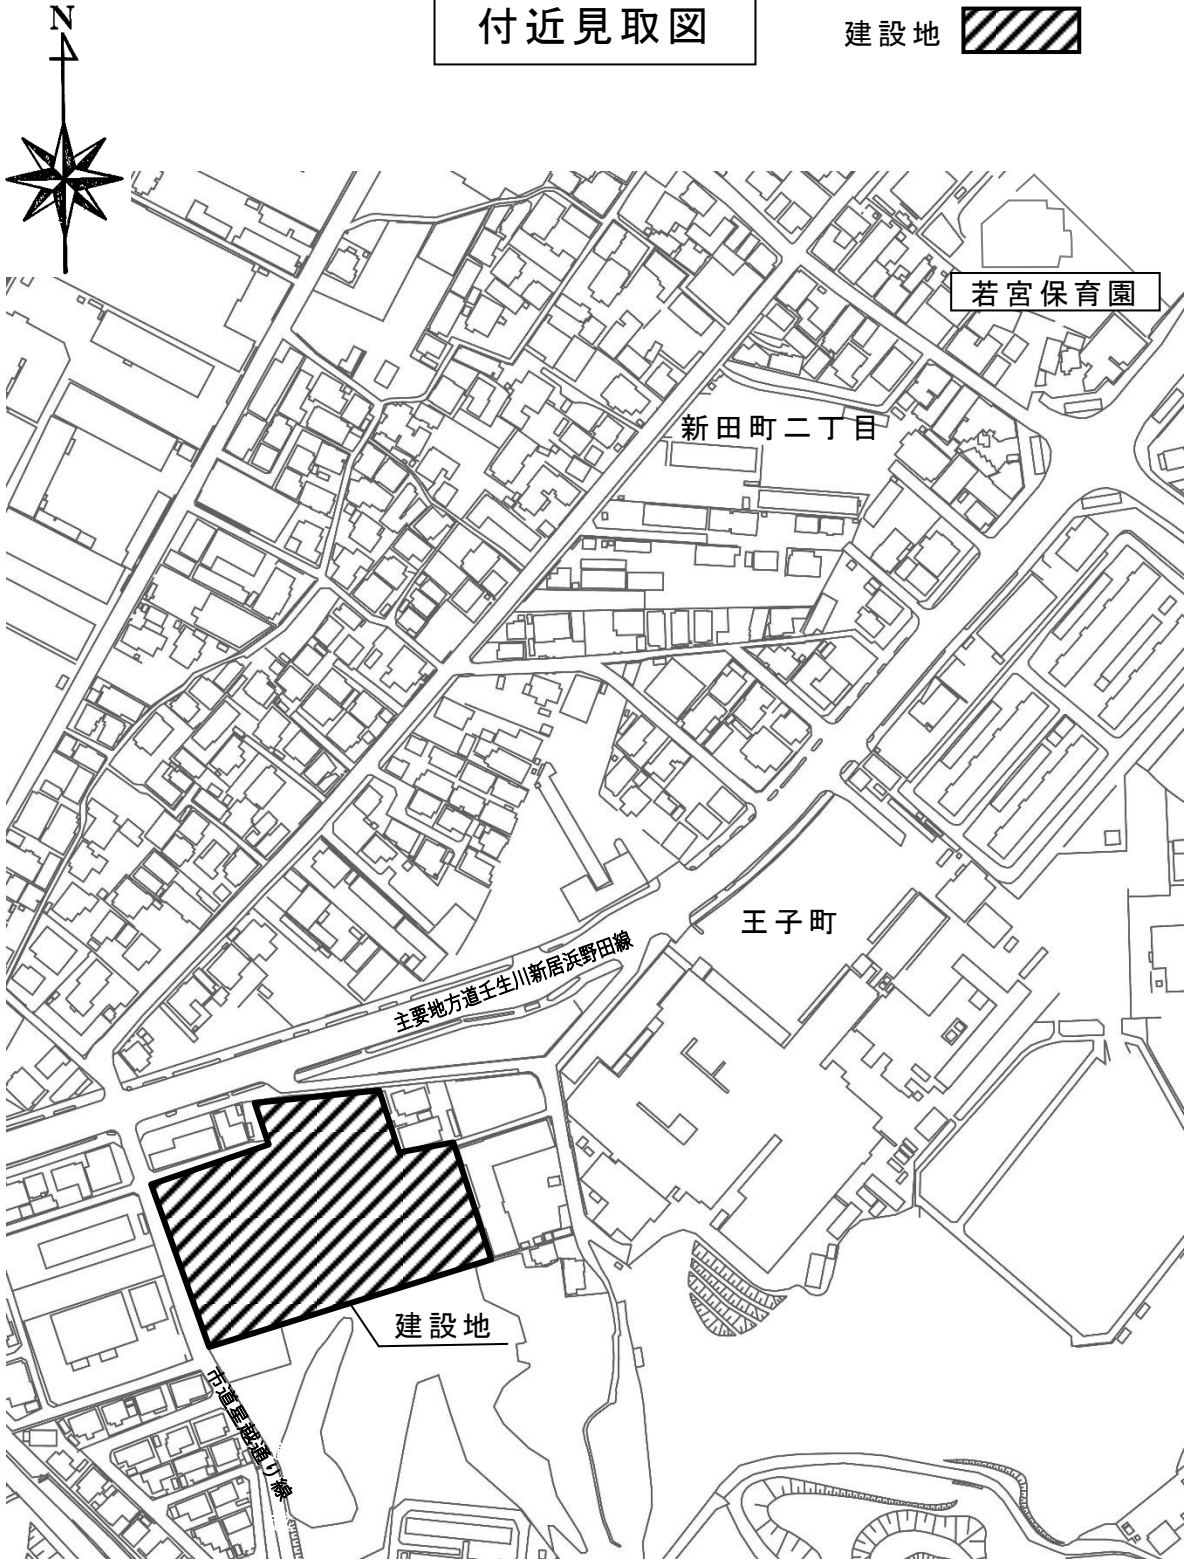 N
付近見取図
建設地
若宮保育園
新田町二丁目
王子町
主要地方道壬生川新居浜野田線
建設地
市道星越通り線